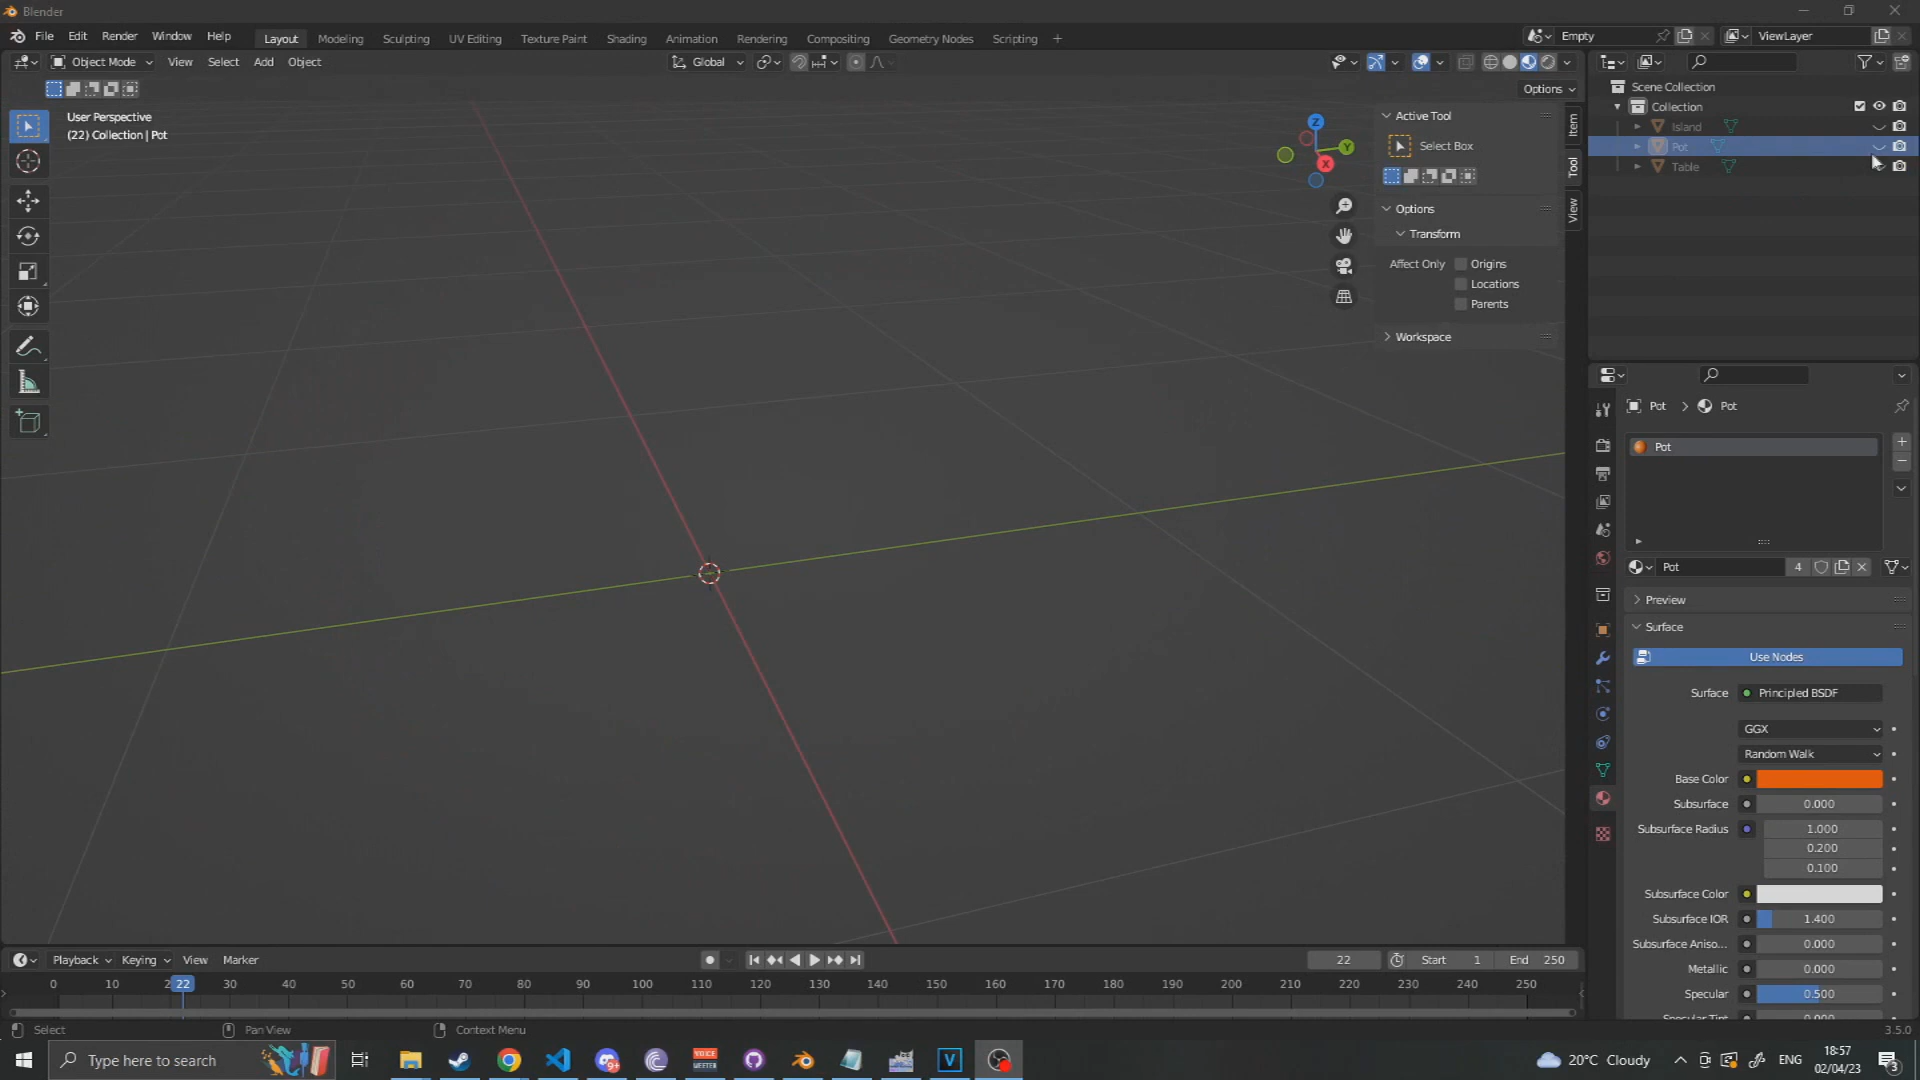 Blender
File Edit Render Window Help Layout Modeling Sculpting UV Editing Texture Paint Shading Animation Rendering Compositing Geometry Nodes Scripting + Empty ViewLayer
Object Mode View Select Add Object Global
Options
User Perspective
(22) Collection | Pot
Z
Y
X
Active Tool
Select Box
Options
Transform
Affect Only Origins
Locations
Parents
Workspace
Item
Tool
View
Scene Collection
Collection
Island
Pot
Table
Pot > Pot
Pot
Pot 4
Preview
Surface
Use Nodes
Surface Principled BSDF
GGX
Random Walk
Base Color
Subsurface 0.000
Subsurface Radius 1.000
0.200
0.100
Subsurface Color
Subsurface IOR 1.400
Subsurface Aniso... 0.000
Metallic 0.000
Specular 0.500
Specular Tint 0.000
Playback Keying View Marker 22 Start 1 End 250
0 10 2 22 30 40 50 60 70 80 90 100 110 120 130 140 150 160 170 180 190 200 210 220 230 240 250
Select Pan View Context Menu 3.5.0
Type here to search 9+ V 20°C Cloudy ENG 18:57
02/04/23 3